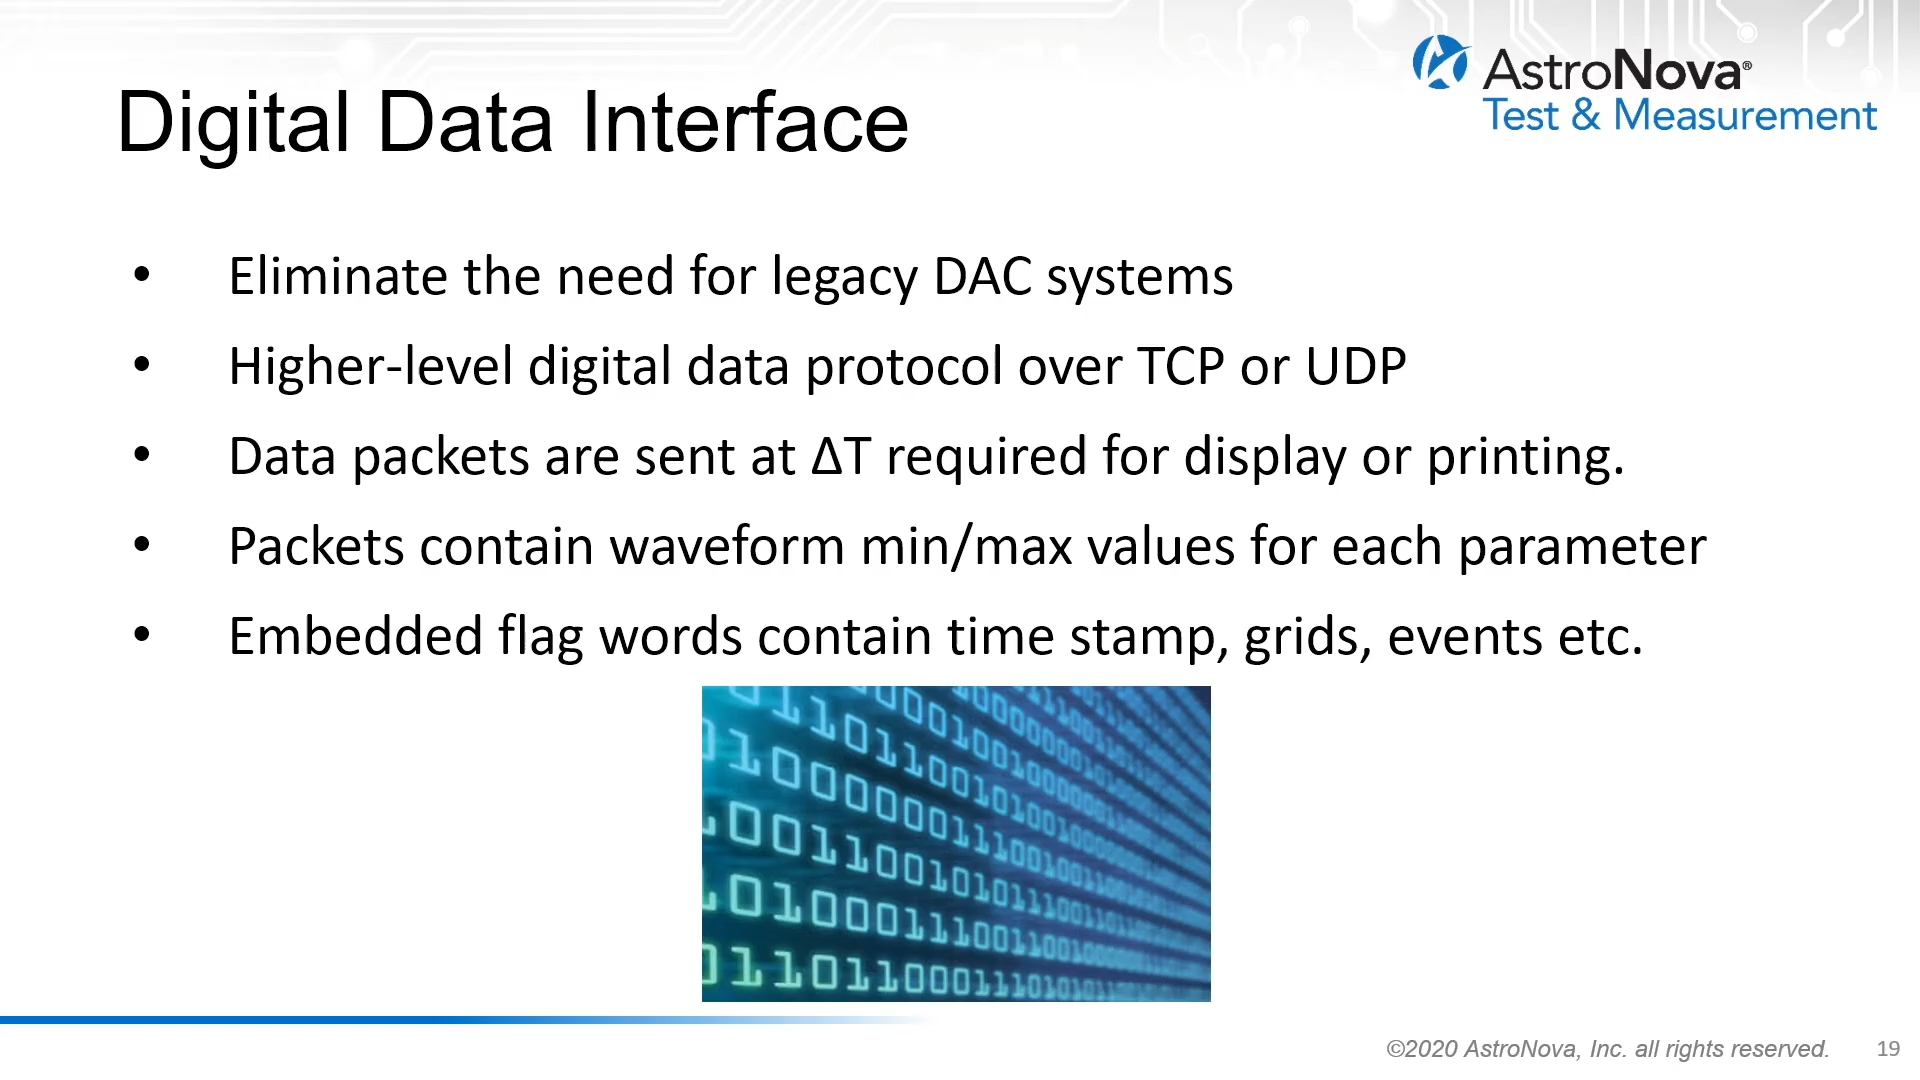 AstroNova®
Test & Measurement
Digital Data Interface
• Eliminate the need for legacy DAC systems
• Higher-level digital data protocol over TCP or UDP
• Data packets are sent at ΔT required for display or printing.
• Packets contain waveform min/max values for each parameter
• Embedded flag words contain time stamp, grids, events etc.
©2020 AstroNova, Inc. all rights reserved.
19